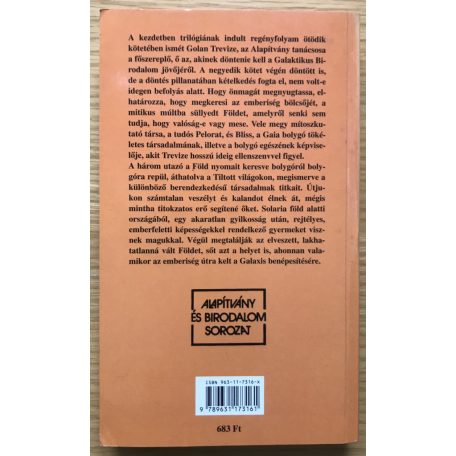 A kezdetben trilógiának indult regényfolyam ötödik
kötetében ismét Golan Trevize, az Alapítvány tanácsosa
a főszereplő, ő az, akinek döntenie kell a Galaktikus Bi-
rodalom jövőjéről. A negyedik kötet végén döntött is,
de a döntés pillanatában kételkedés fogta el, nem volt-e
idegen befolyás alatt. Hogy önmagát megnyugtassa, el-
határozza, hogy megkeresi az emberiség bölcsőjét, a
mitikus múltba süllyedt Földet, amelyről senki sem
tudja, hogy valóság-e vagy mese. Vele megy mítoszku-
tató társa, a tudós Pelorat, és Bliss, a Gaia bolygó töké-
letes társadalmának, illetve a bolygó egészének képvise-
lője, akit Trevize hosszú ideig ellenszenvvel figyel.
A három utazó a Föld nyomait keresve bolygóról boly-
góra repül, áthatolva a Tiltott világokon, megismerve a
különböző berendezkedésű társadalmak titkait. Útju-
kon számtalan veszélyt és kalandot élnek át, mégis
mintha titokzatos erő segítené őket. Solaria föld alatti
országából, egy akaratlan gyilkosság után, rejtélyes,
emberfeletti képességekkel rendelkező gyermeket visz-
nek magukkal. Végül megtalálják az elveszett, lakha-
tatlanná vált Földet, sőt azt a helyet is, ahonnan vala-
mikor az emberiség útra kelt a Galaxis benépesítésére.
ALAPÍTVÁNY
ÉS BIRODALOM
SOROZAT
ISBN 963-11-7316-X
9 789631 173161
683 Ft